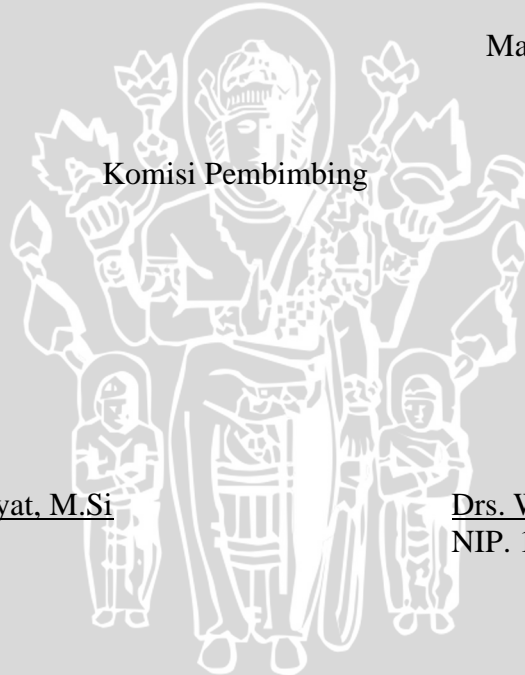 Ma
Komisi Pembimbing
yat, M.Si
Drs. W
NIP. 1